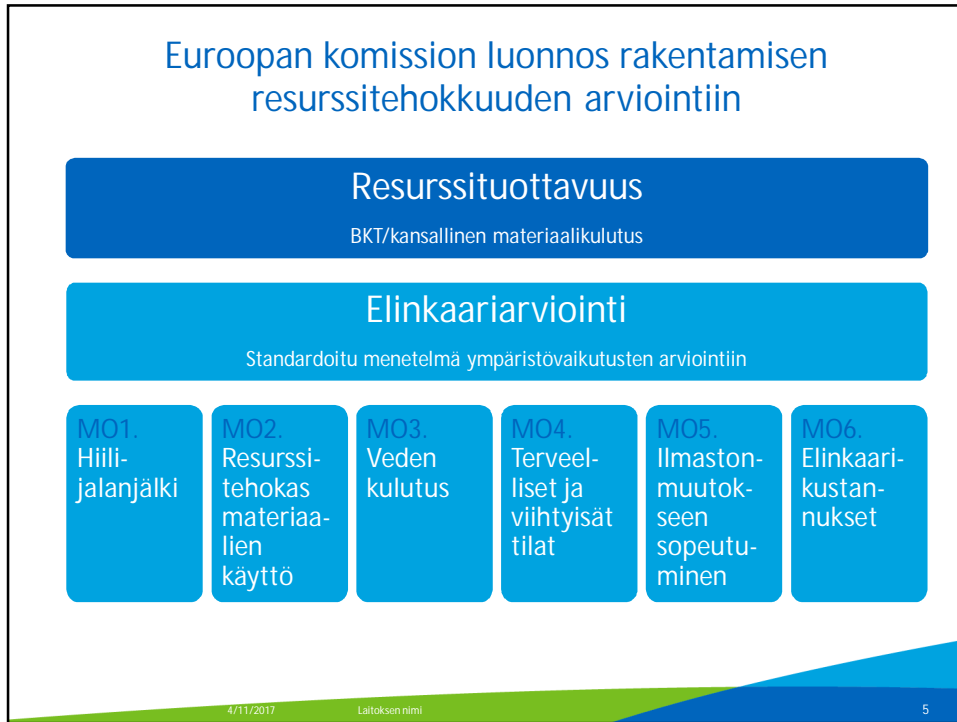 Euroopan komission luonnos rakentamisen
resurssitehokkuuden arviointiin
Resurssituottavuus
BKT/kansallinen materiaalikulutus
Elinkaariarviointi
Standardoitu menetelmä ympäristövaikutusten arviointiin
MO1.
Hiili-
jalanjälki
MO2.
Resurssi-
tehokas
materiaa-
lien
käyttö
MO3.
Veden
kulutus
MO4.
Terveel-
liset ja
viihtyisät
tilat
MO5.
Ilmaston-
muutok-
seen
sopeutu-
minen
MO6.
Elinkaari-
kustan-
nukset
4/11/2017
Laitoksen nimi
5